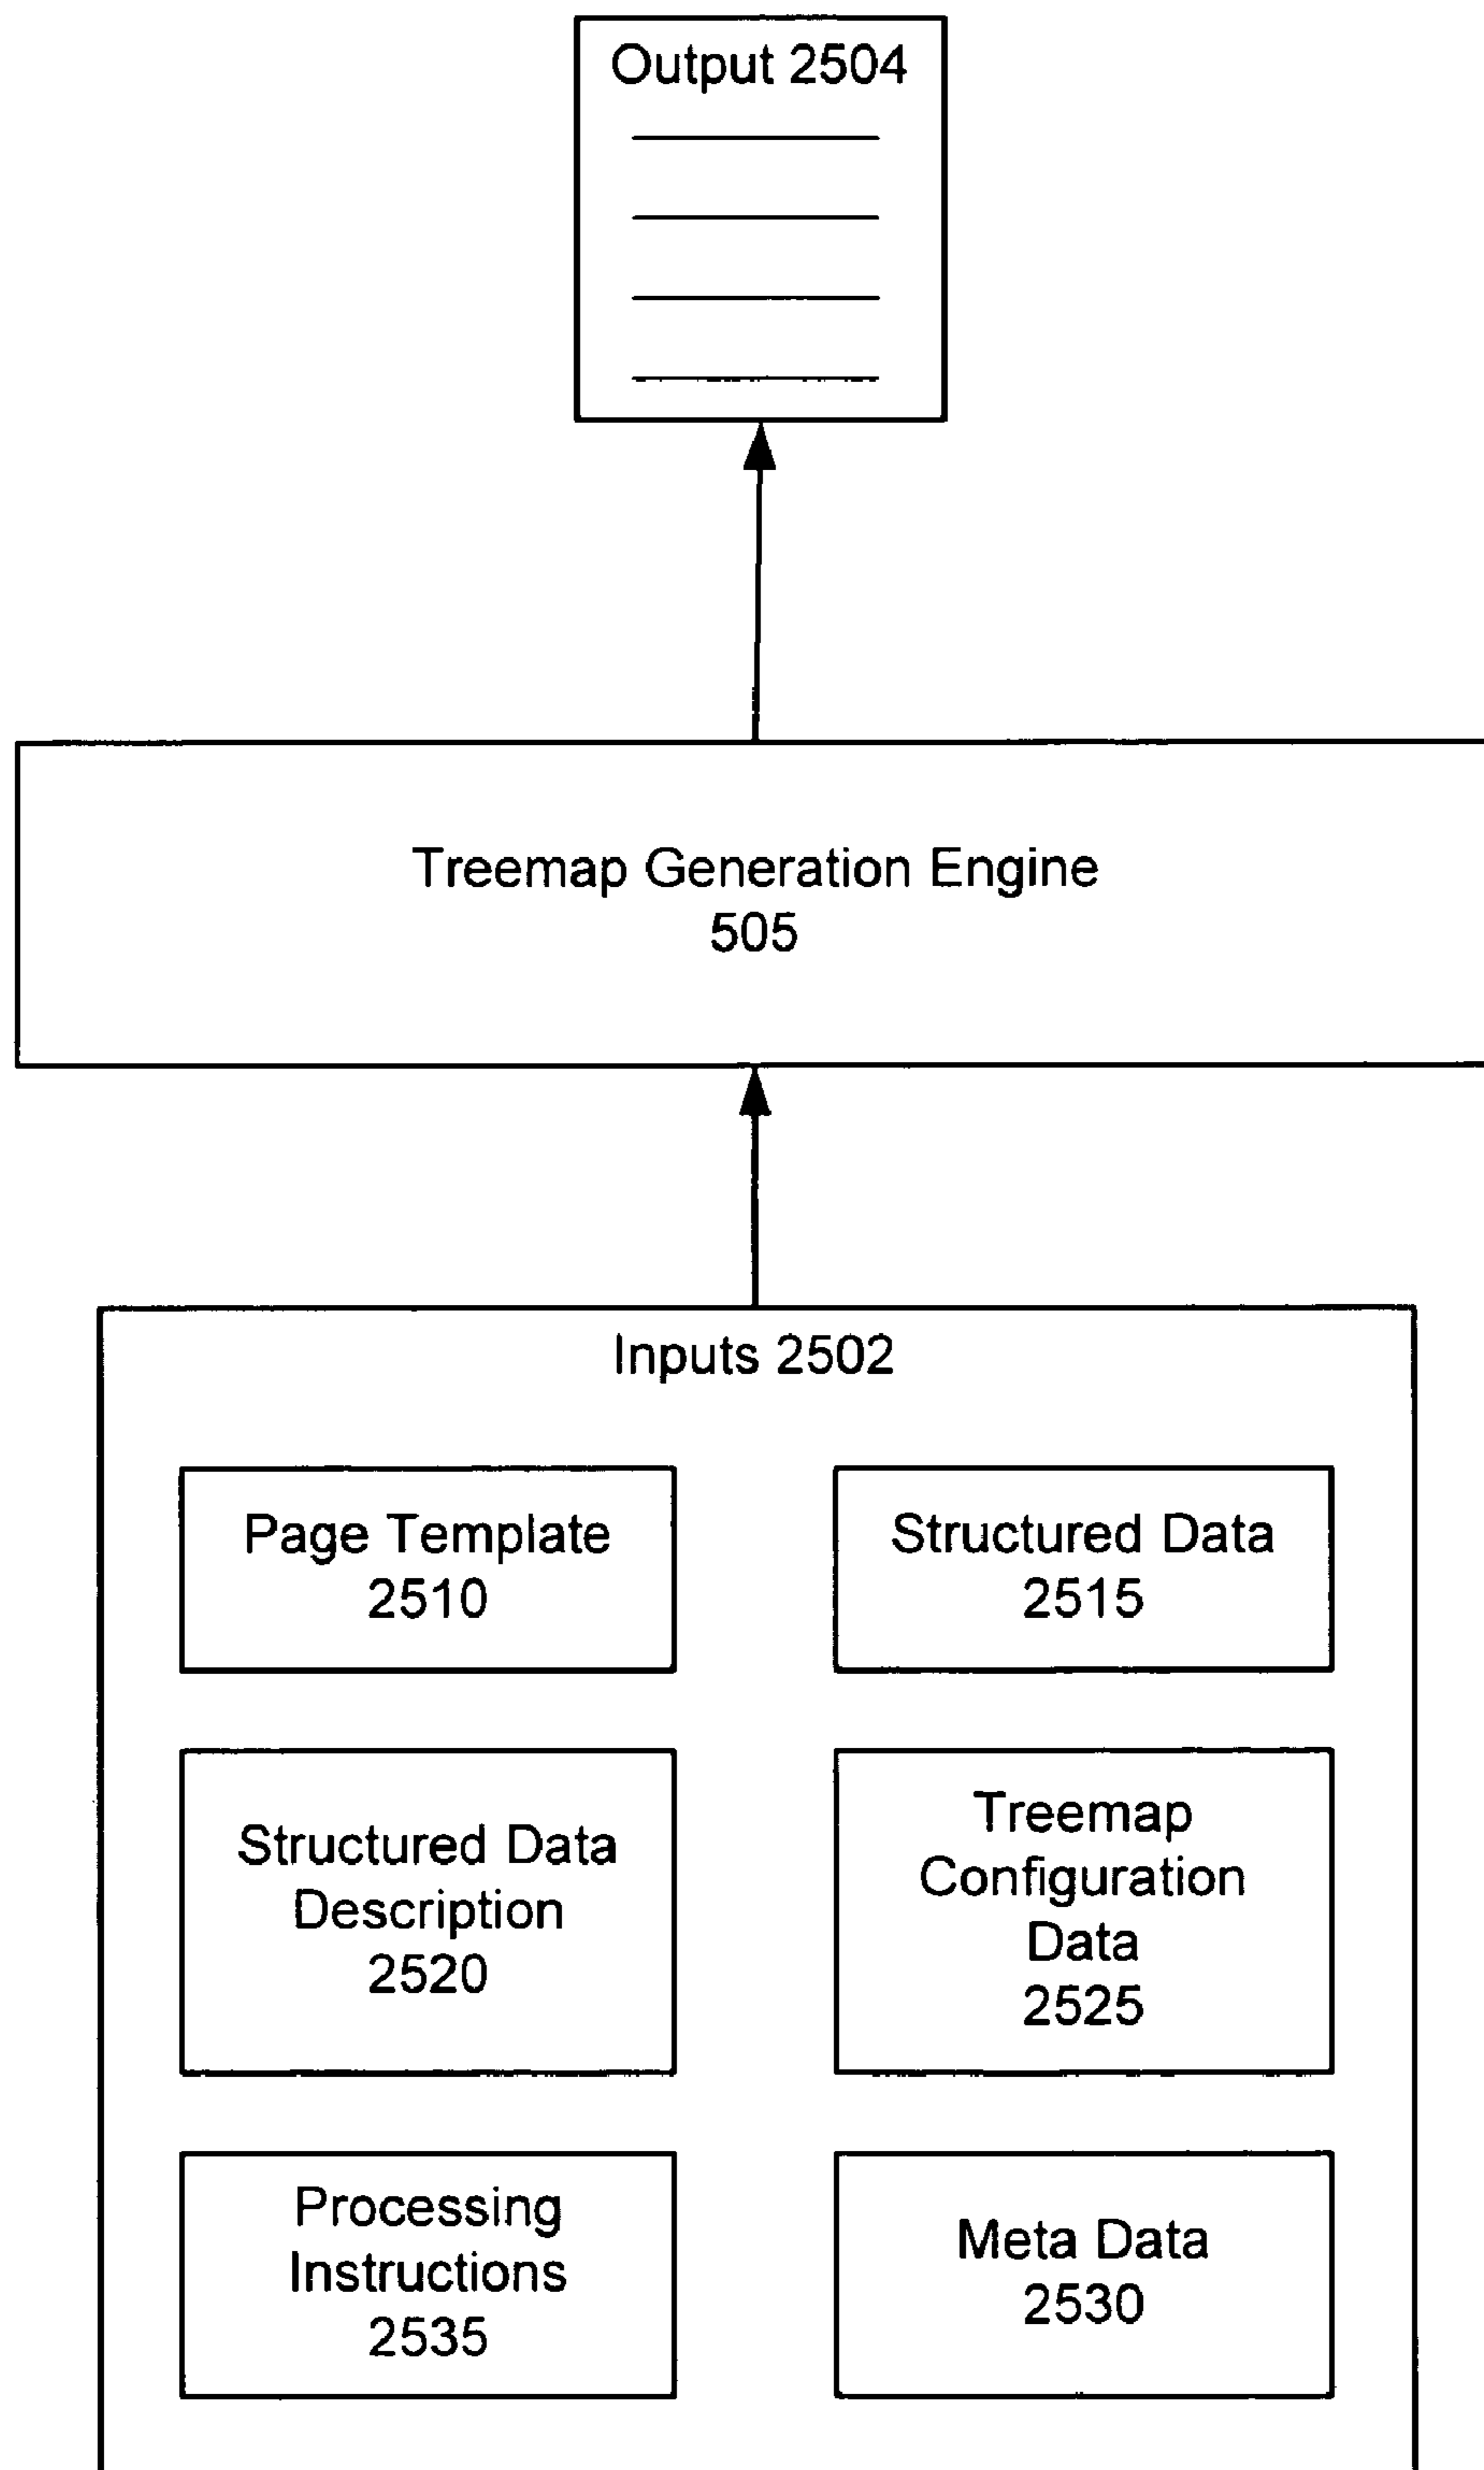 Output 2504
Treemap Generation Engine
505
Inputs 2502
Page Template
2510
Structured Data
2515
Structured Data
Description
2520
Treemap
Configuration
Data
2525
Processing
Instructions
2535
Meta Data
2530